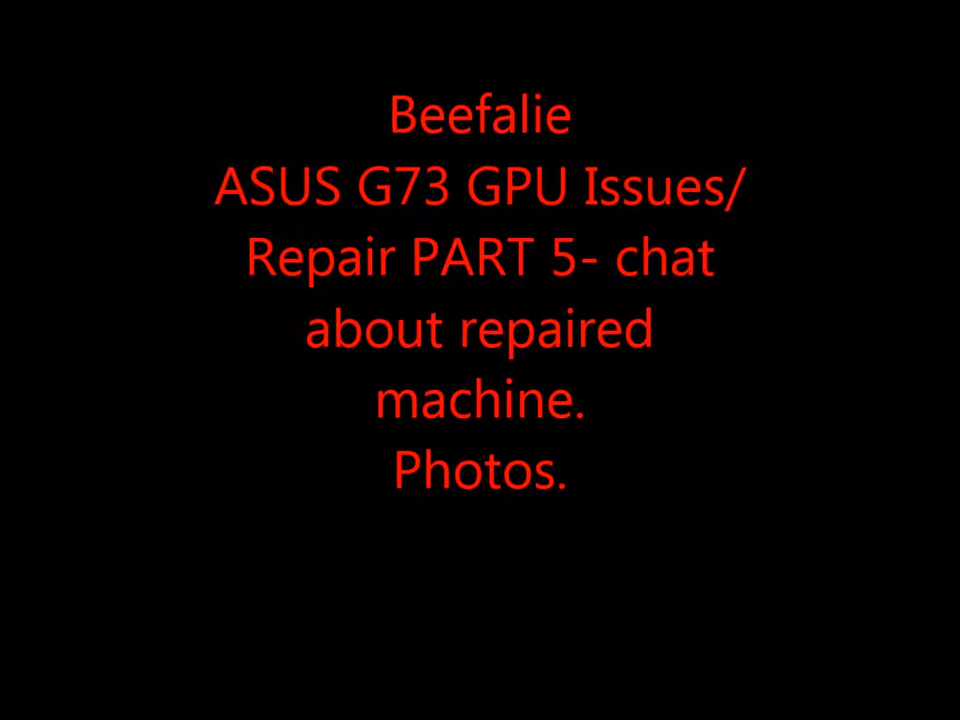 Beefalie
ASUS G73 GPU Issues/
Repair PART 5- chat
about repaired
machine.
Photos.